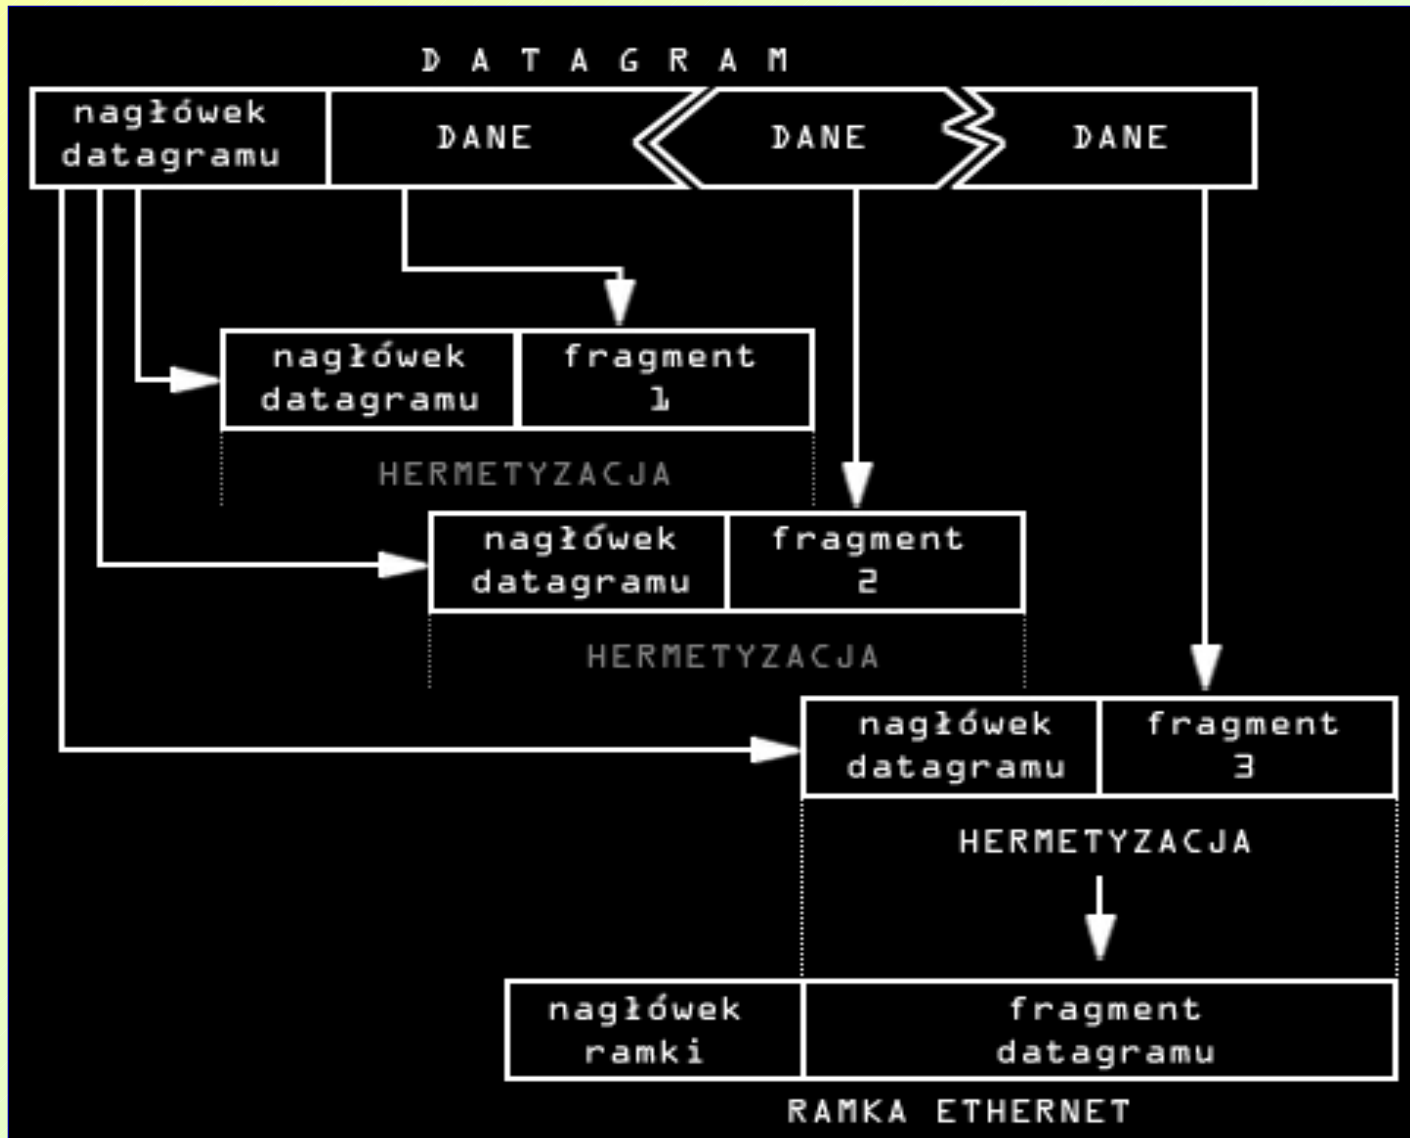 DATAGRAM
nagłówek
datagramu
DANE
DANE
DANE
nagłówek
datagramu
fragment
1
HERMETYZACJA
nagłówek
datagramu
fragment
2
HERMETYZACJA
nagłówek
datagramu
fragment
3
HERMETYZACJA
nagłówek
ramki
fragment
datagramu
RAMKA ETHERNET